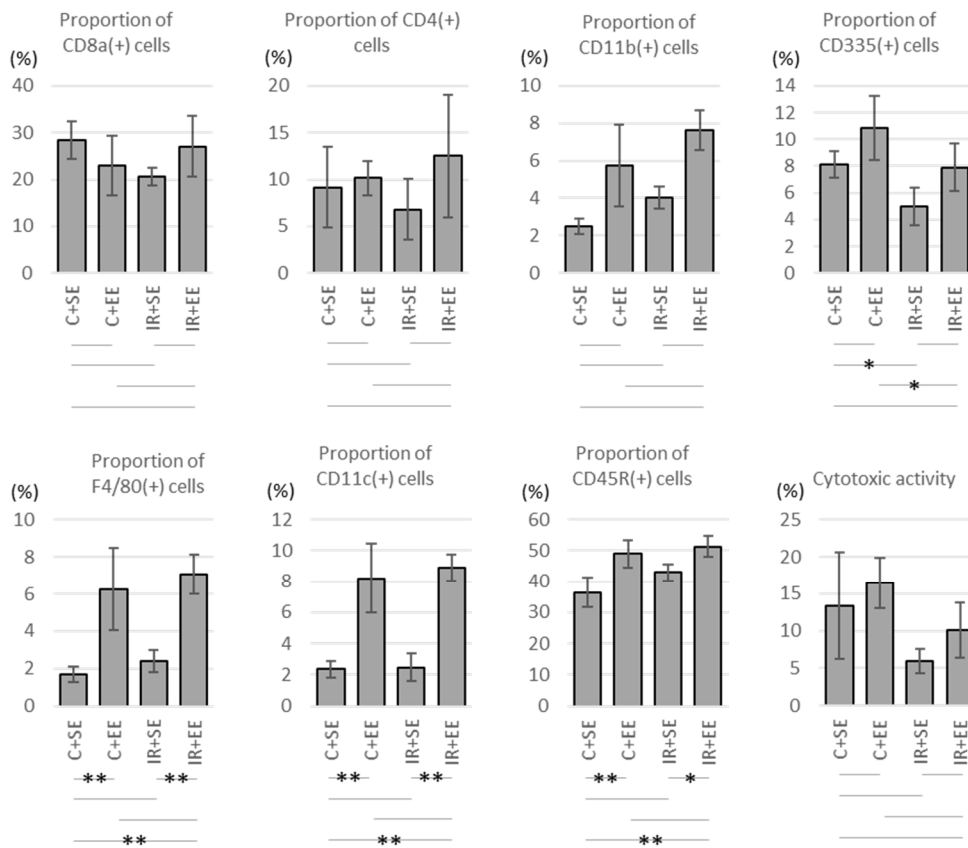 Proportion of
CD8a(+) cells
(%)
40
30
20
10
0
C+SE
C+EE
IR+SE
IR+EE
Proportion of CD4(+)
cells
(%)
20
15
10
5
0
C+SE
C+EE
IR+SE
IR+EE
Proportion of
CD11b(+) cells
(%)
10
8
6
4
2
0
C+SE
C+EE
IR+SE
IR+EE
Proportion of
CD335(+) cells
(%)
14
12
10
8
6
4
2
0
C+SE
C+EE
IR+SE
IR+EE
*
*
Proportion of
F4/80(+) cells
(%)
10
8
6
4
2
0
C+SE
C+EE
IR+SE
IR+EE
** **
**
Proportion of
CD11c(+) cells
(%)
12
10
8
6
4
2
0
C+SE
C+EE
IR+SE
IR+EE
** **
**
Proportion of
CD45R(+) cells
(%)
60
50
40
30
20
10
0
C+SE
C+EE
IR+SE
IR+EE
** *
**
Cytotoxic activity
(%)
25
20
15
10
5
0
C+SE
C+EE
IR+SE
IR+EE